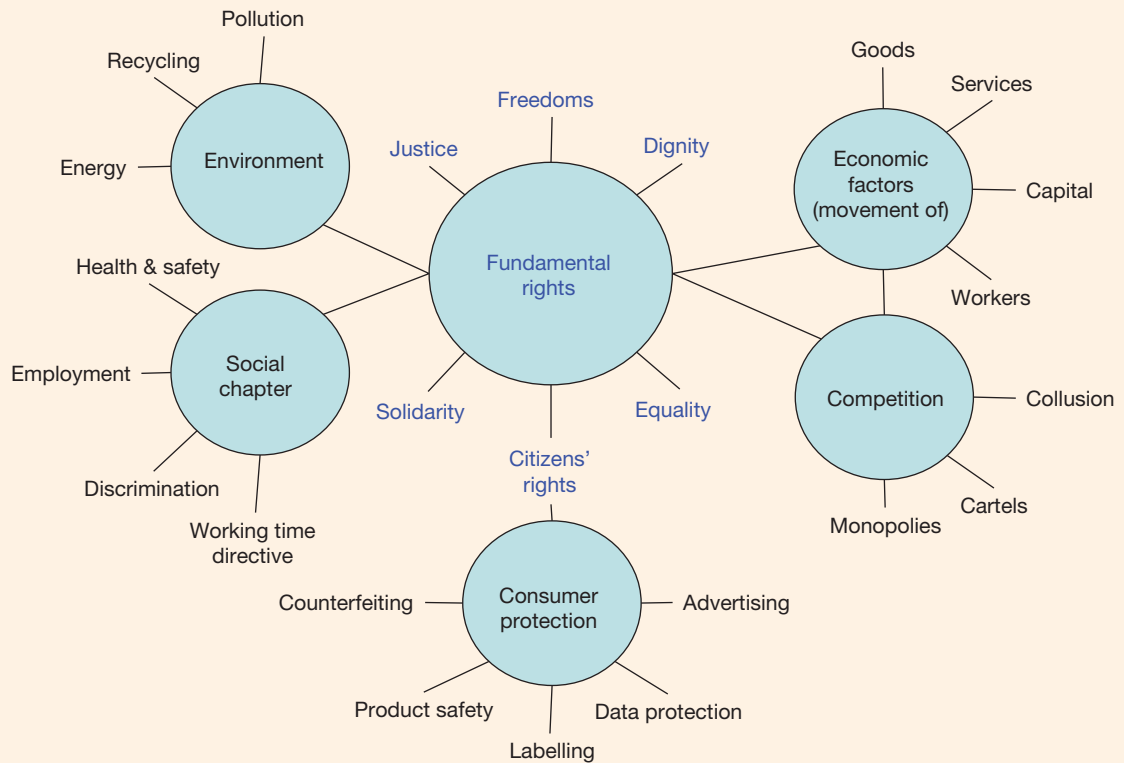 Pollution
Recycling
Energy
Environment
Justice
Freedoms
Dignity
Fundamental
rights
Solidarity
Citizens’
rights
Equality
Goods
Services
Economic
factors
(movement of)
Capital
Workers
Health & safety
Employment
Social
chapter
Discrimination
Working time
directive
Competition
Collusion
Cartels
Monopolies
Counterfeiting
Consumer
protection
Advertising
Product safety
Labelling
Data protection